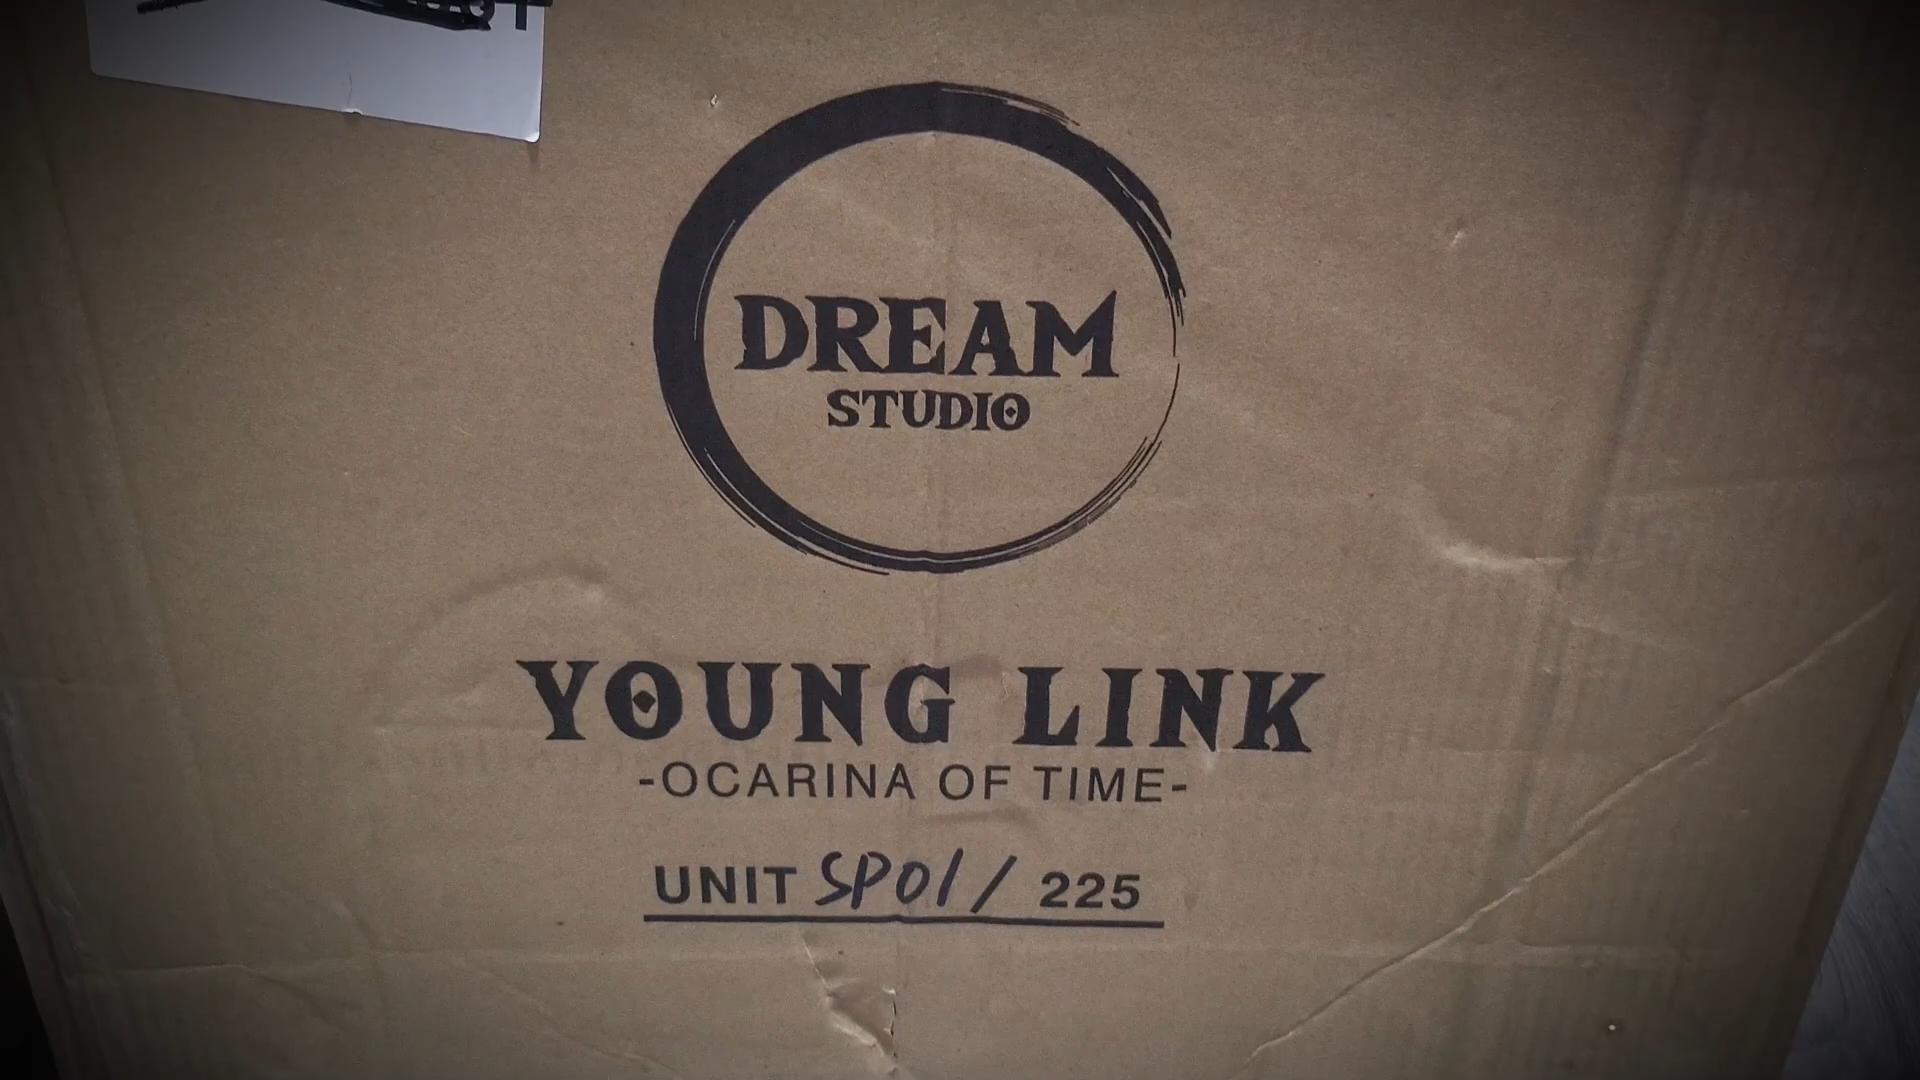 DREAM
STUDIO
YOUNG LINK
-OCARINA OF TIME-
UNIT SP01/ 225